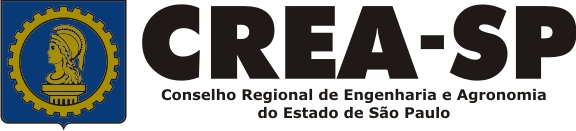 CREA-SP
Conselho Regional de Engenharia e Agronomia
do Estado de São Paulo